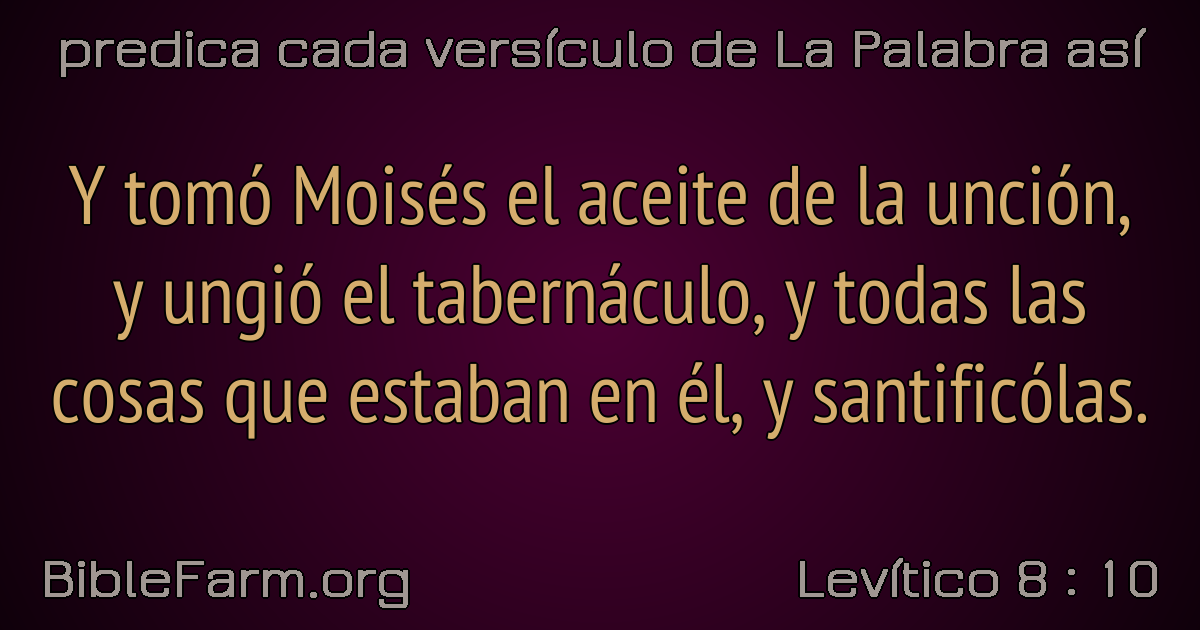 predica cada versículo de La Palabra así
Y tomó Moisés el aceite de la unción,
y ungió el tabernáculo, y todas las
cosas que estaban en él, y santificólas.
BibleFarm.org
Levítico 8 : 10